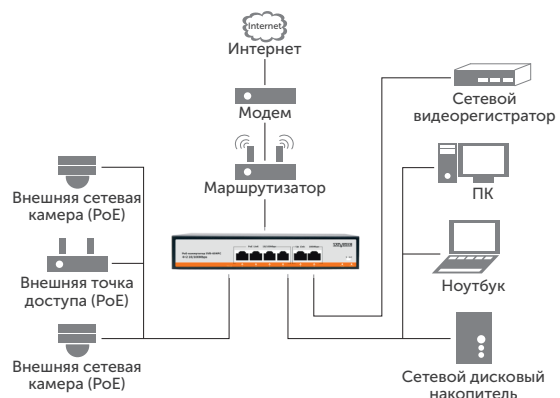 Internet
Интернет
Модем
Маршрутизатор
Сетевой
видеорегистратор
Внешняя сетевая
камера (PoE)
ПК
Внешняя точка
доступа (PoE)
Ноутбук
Внешняя сетевая
камера (PoE)
Сетевой дисковый
накопитель